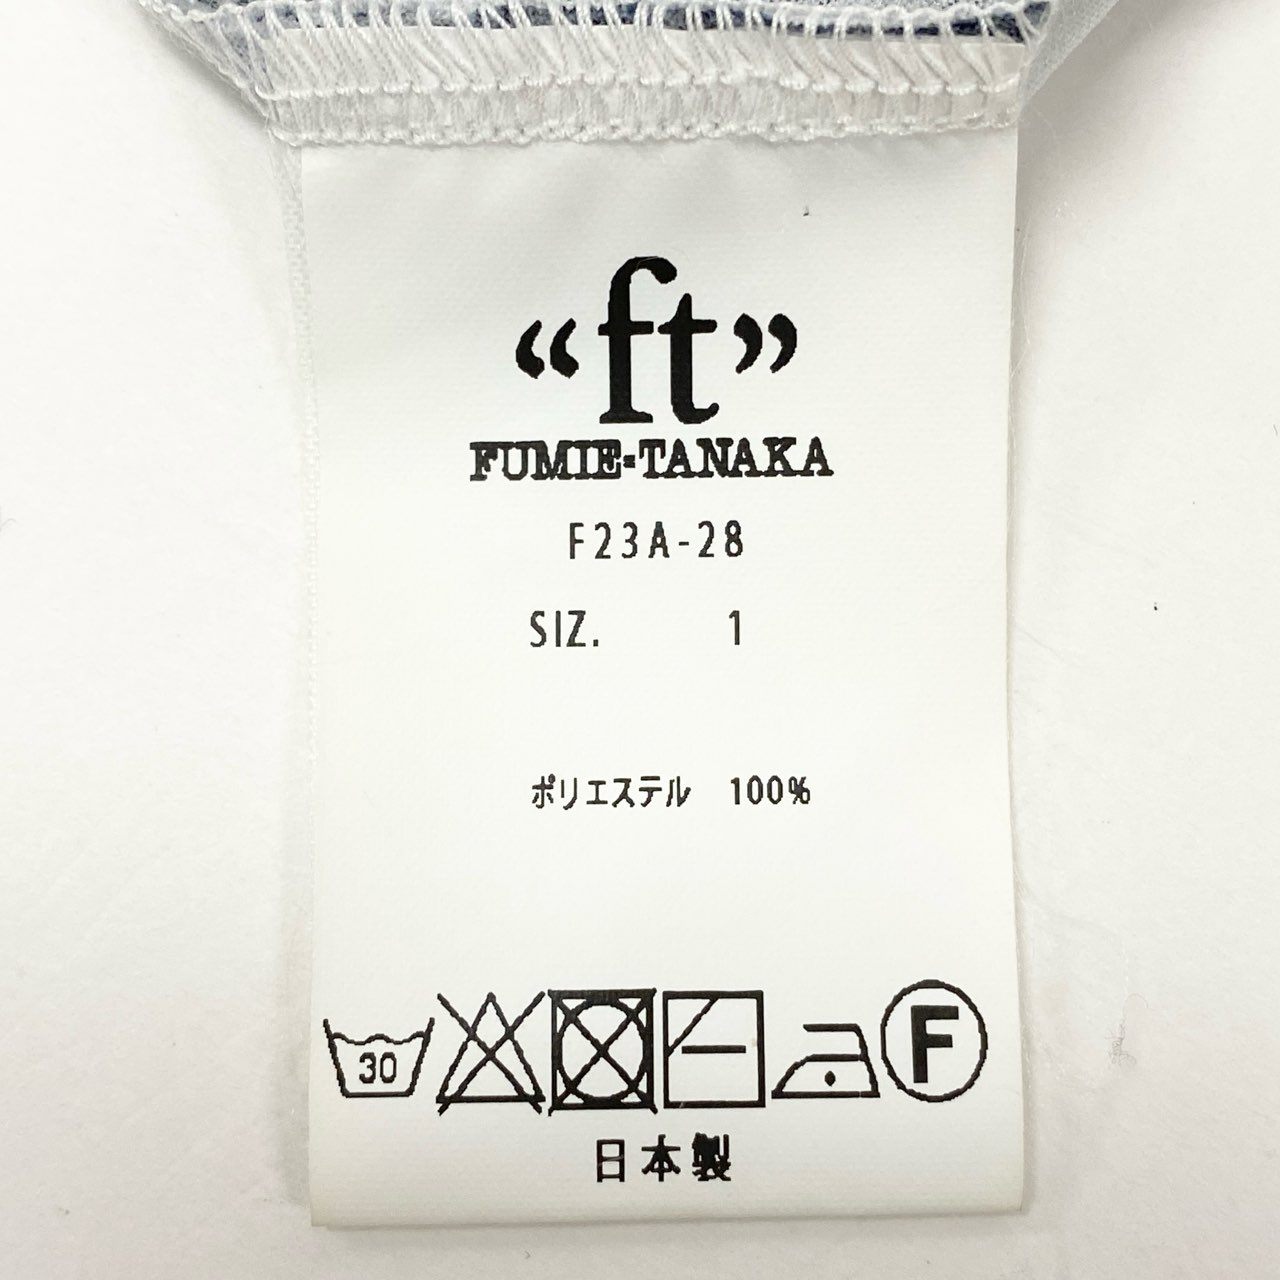 “ft”
FUMIE=TANAKA
F23A-28
SIZ. 1
ポリエステル 100%
30 F
日本製